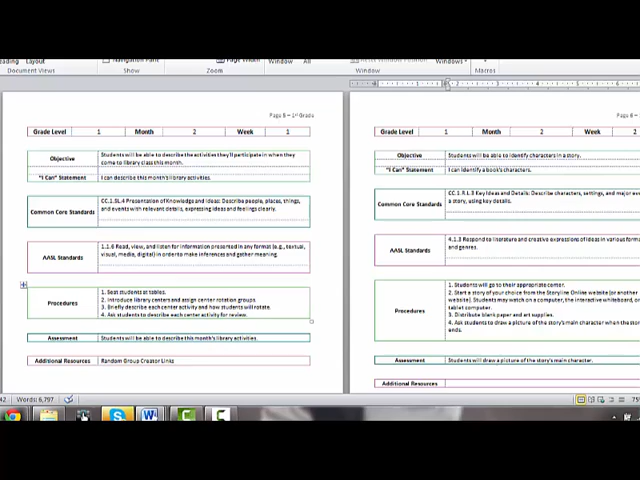 Layout
Document Views
Show
Zoom
Window
Macros
Page 8 – 1st Grade
Grade Level 1 Month 2 Week 1
Objective
Students will be able to describe the activities they'll participate in when they
come to library class this month.
"I Can" Statement
I can describe this month's library activities.
Common Core Standards
CC.1.SL.4 Presentation of Knowledge and Ideas: Describe people, places, things,
and events with relevant details, expressing ideas and feelings clearly.
AASL Standards
1.1.6 Read, view, and listen for information presented in any format (e.g., textual,
visual, media, digital) in order to make inferences and gather meaning.
Procedures
1. Seat students at tables.
2. Introduce library centers and assign center rotation groups.
3. Briefly describe each center activity and how students will rotate.
4. Ask students to describe each center activity for review.
Assessment
Students will be able to describe this month's library activities.
Additional Resources
Random Group Creator Links
Page 8 –
Grade Level 1 Month 2 Week 2
Objective
Students will be able to identify characters in a story.
"I Can" Statement
I can identify a book's characters.
Common Core Standards
CC.1.R.L.3 Key Ideas and Details: Describe characters, settings, and major
a story, using key details.
AASL Standards
4.1.3 Respond to literature and creative expressions of ideas in various
and genres.
Procedures
1. Students will go to their appropriate center.
2. Start a story of your choice from the Storyline Online website (or another
website). Students may watch on a computer, the interactive whiteboard, or
tablet computer.
3. Distribute blank paper and art supplies.
4. Ask students to draw a picture of the story's main character when the
ends.
Assessment
Students will draw a picture of the story's main character.
Additional Resources
Words: 6,797